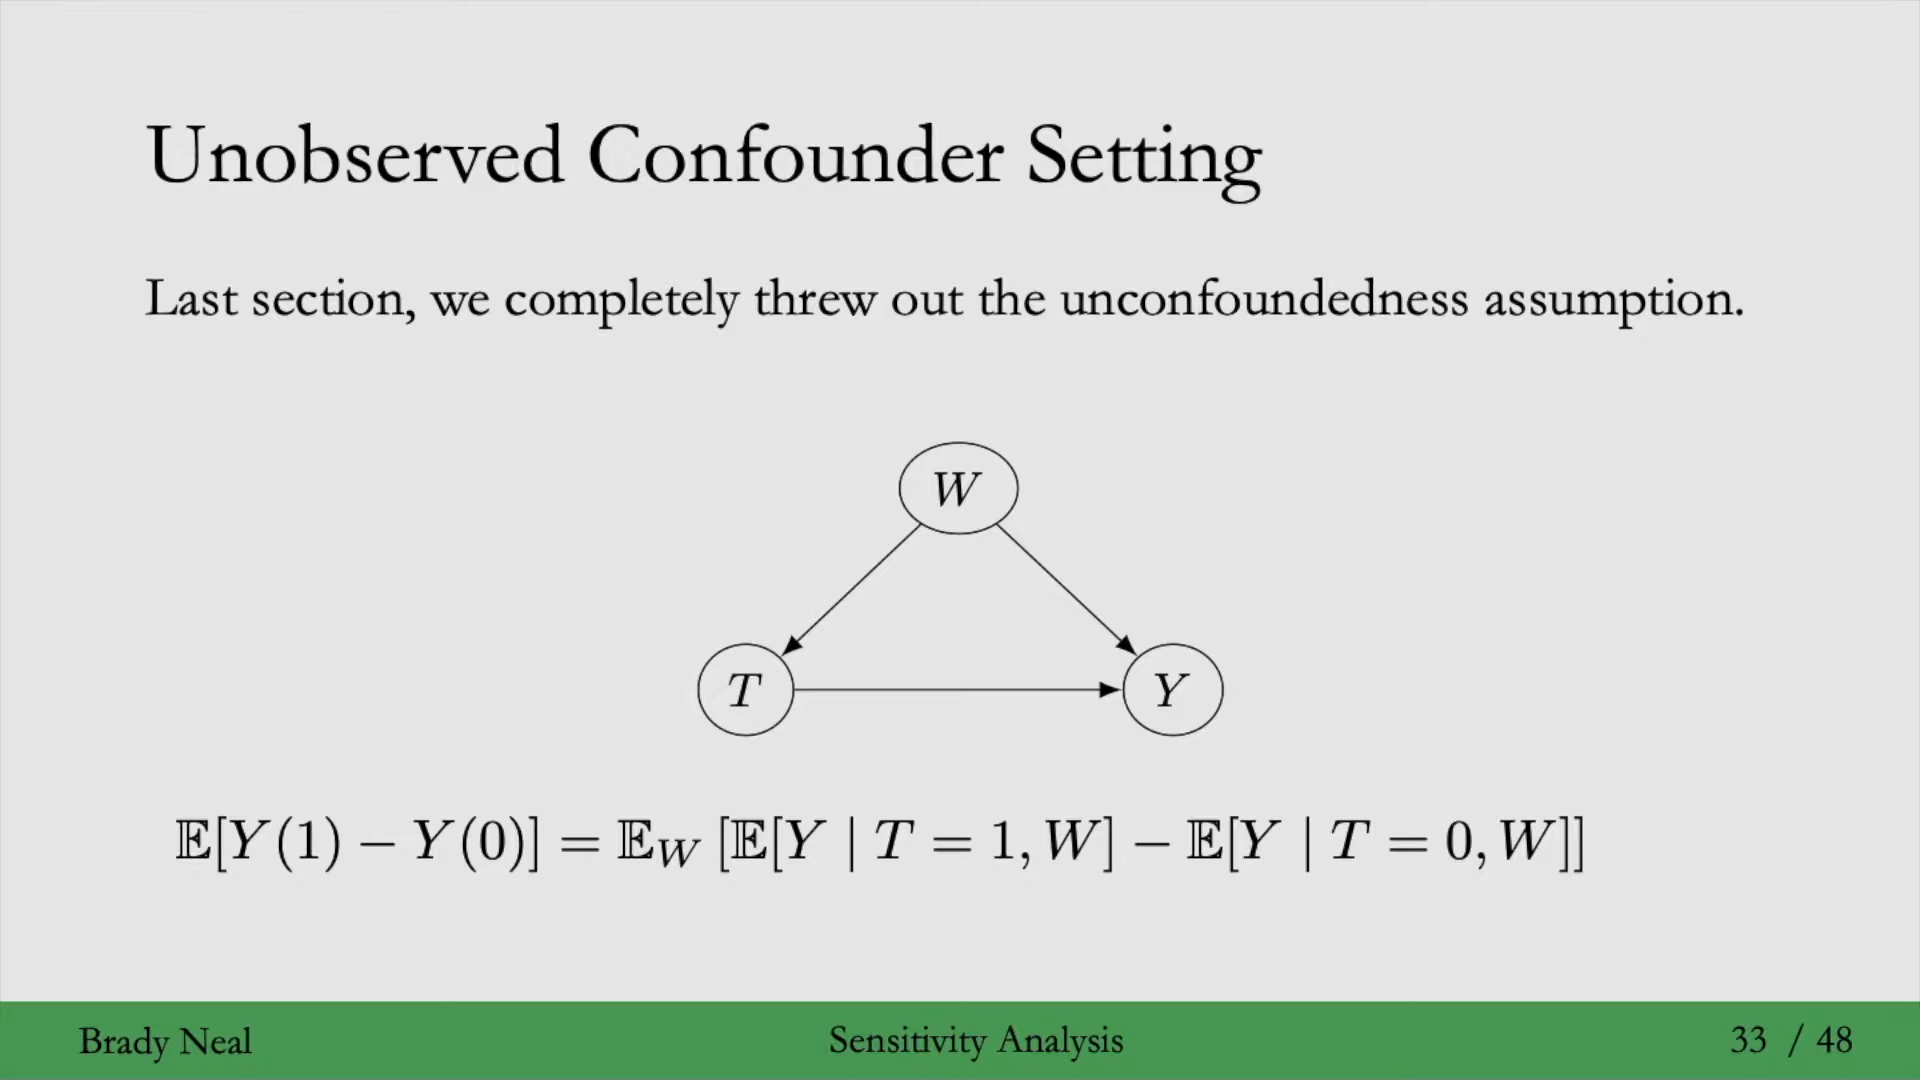 Unobserved Confounder Setting
Last section, we completely threw out the unconfoundedness assumption.
W
T
Y
𝔼[Y(1) − Y(0)] = 𝔼_W [𝔼[Y | T = 1, W] − 𝔼[Y | T = 0, W]]
Brady Neal
Sensitivity Analysis
33 / 48